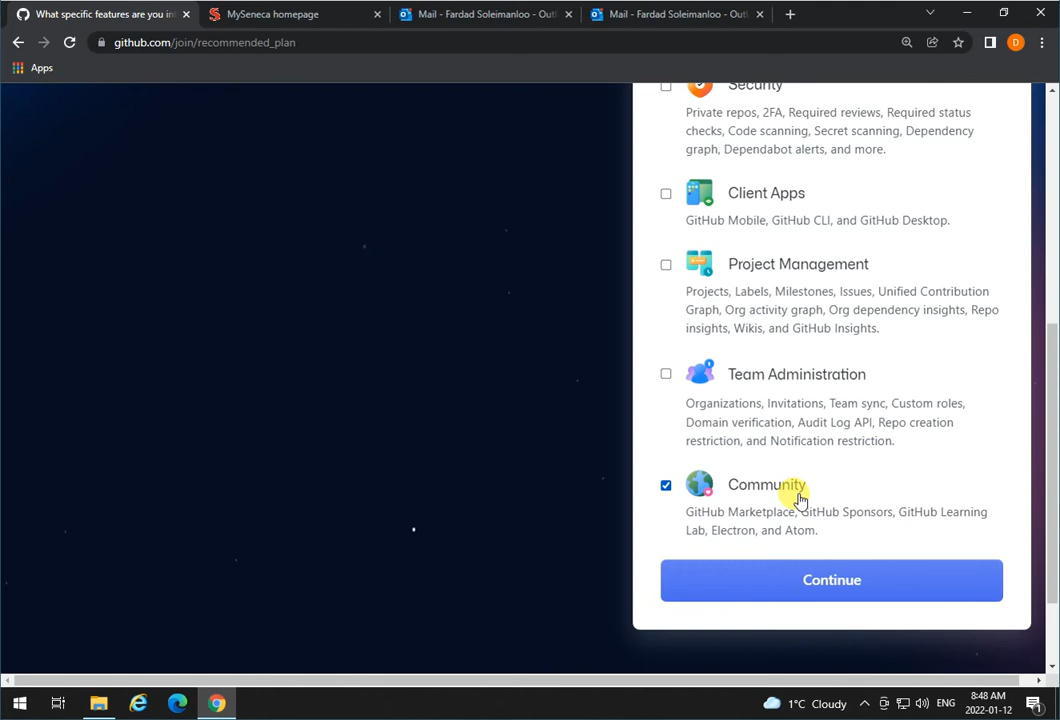 What specific features are you in
MySeneca homepage
Mail - Fardad Soleimanloo - Outl
Mail - Fardad Soleimanloo - Outl
github.com/join/recommended_plan
D
Apps
Security
Private repos, 2FA, Required reviews, Required status
checks, Code scanning, Secret scanning, Dependency
graph, Dependabot alerts, and more.
Client Apps
GitHub Mobile, GitHub CLI, and GitHub Desktop.
Project Management
Projects, Labels, Milestones, Issues, Unified Contribution
Graph, Org activity graph, Org dependency insights, Repo
insights, Wikis, and GitHub Insights.
Team Administration
Organizations, Invitations, Team sync, Custom roles,
Domain verification, Audit Log API, Repo creation
restriction, and Notification restriction.
Community
GitHub Marketplace, GitHub Sponsors, GitHub Learning
Lab, Electron, and Atom.
Continue
1°C Cloudy
ENG
8:48 AM
2022-01-12
1